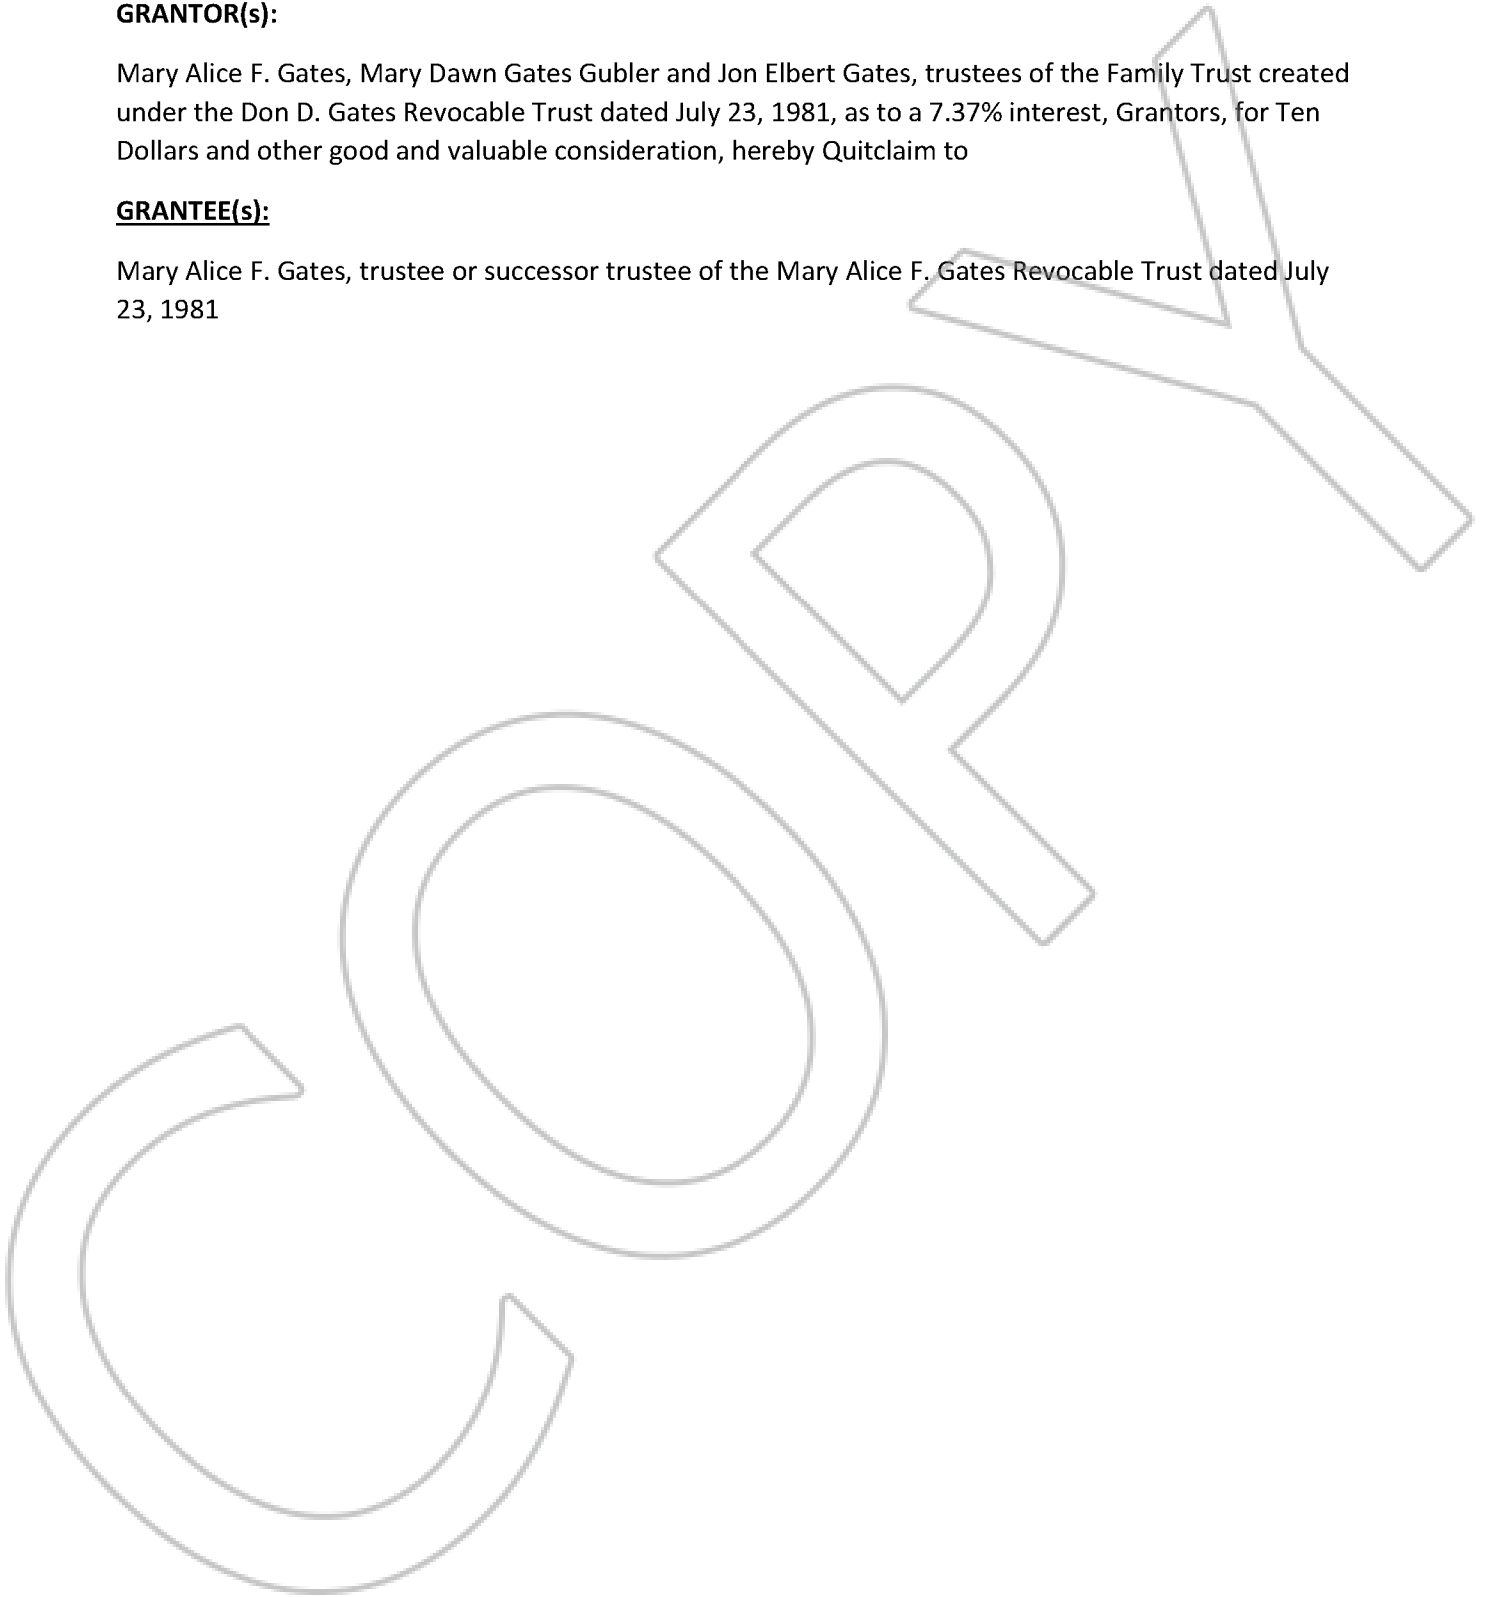 GRANTOR(s):
Mary Alice F. Gates, Mary Dawn Gates Gubler and Jon Elbert Gates, trustees of the Family Trust created
under the Don D. Gates Revocable Trust dated July 23, 1981, as to a 7.37% interest, Grantors, for Ten
Dollars and other good and valuable consideration, hereby Quitclaim to
GRANTEE(s):
Mary Alice F. Gates, trustee or successor trustee of the Mary Alice F. Gates Revocable Trust dated July
23, 1981
COPY